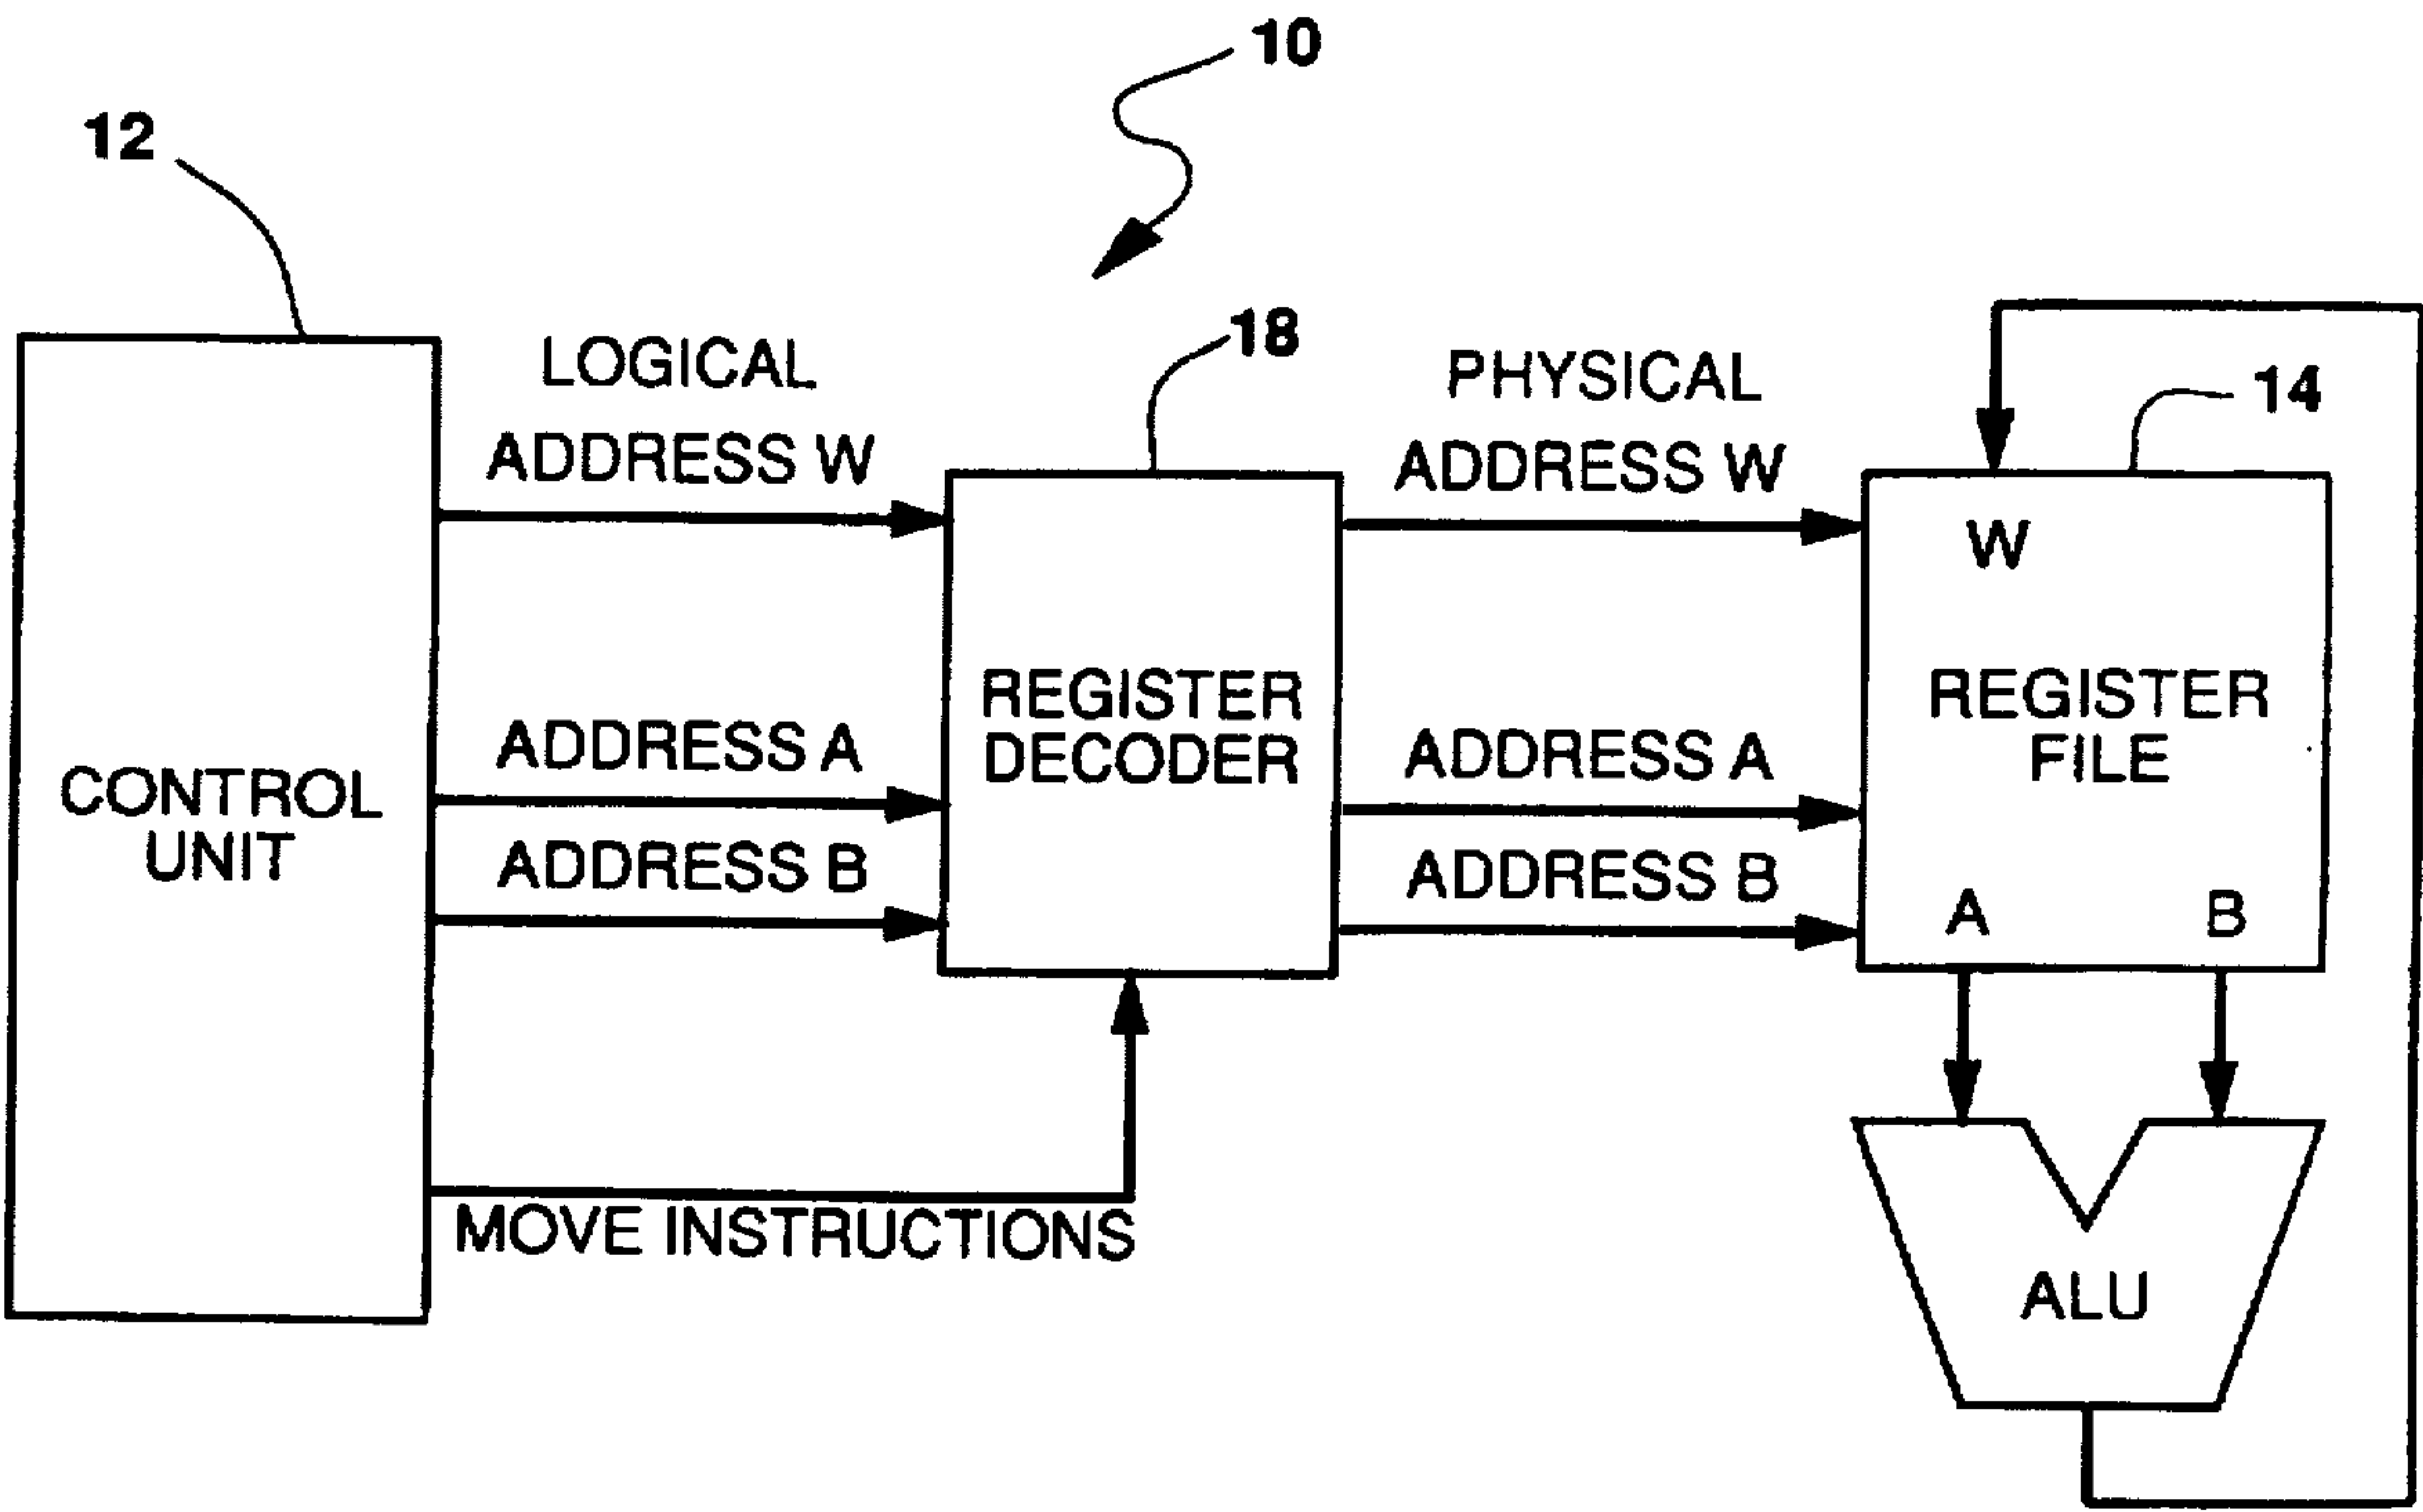 10
12
18
14
LOGICAL
ADDRESS W
PHYSICAL
ADDRESS W
W
ADDRESS A
ADDRESS B
REGISTER
DECODER
ADDRESS A
ADDRESS B
REGISTER
FILE
A B
CONTROL
UNIT
MOVE INSTRUCTIONS
ALU